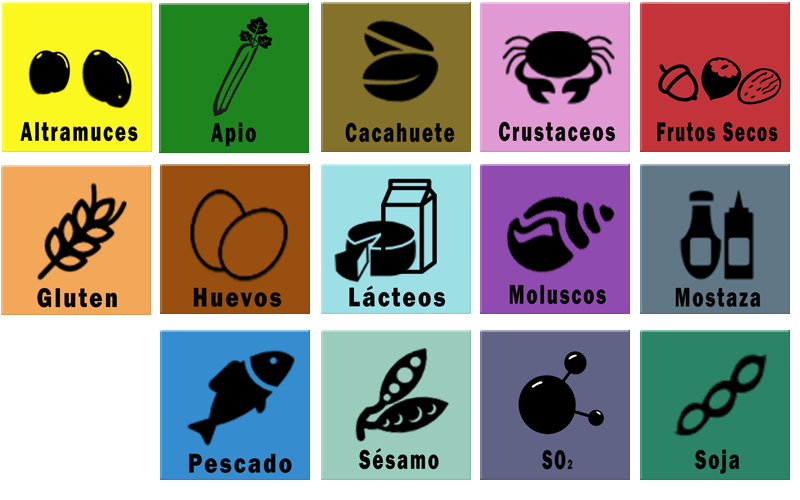 Altramuces
Apio
Cacahuete
Crustaceos
Frutos Secos
Gluten
Huevos
Lácteos
Moluscos
Mostaza
Pescado
Sésamo
SO₂
Soja